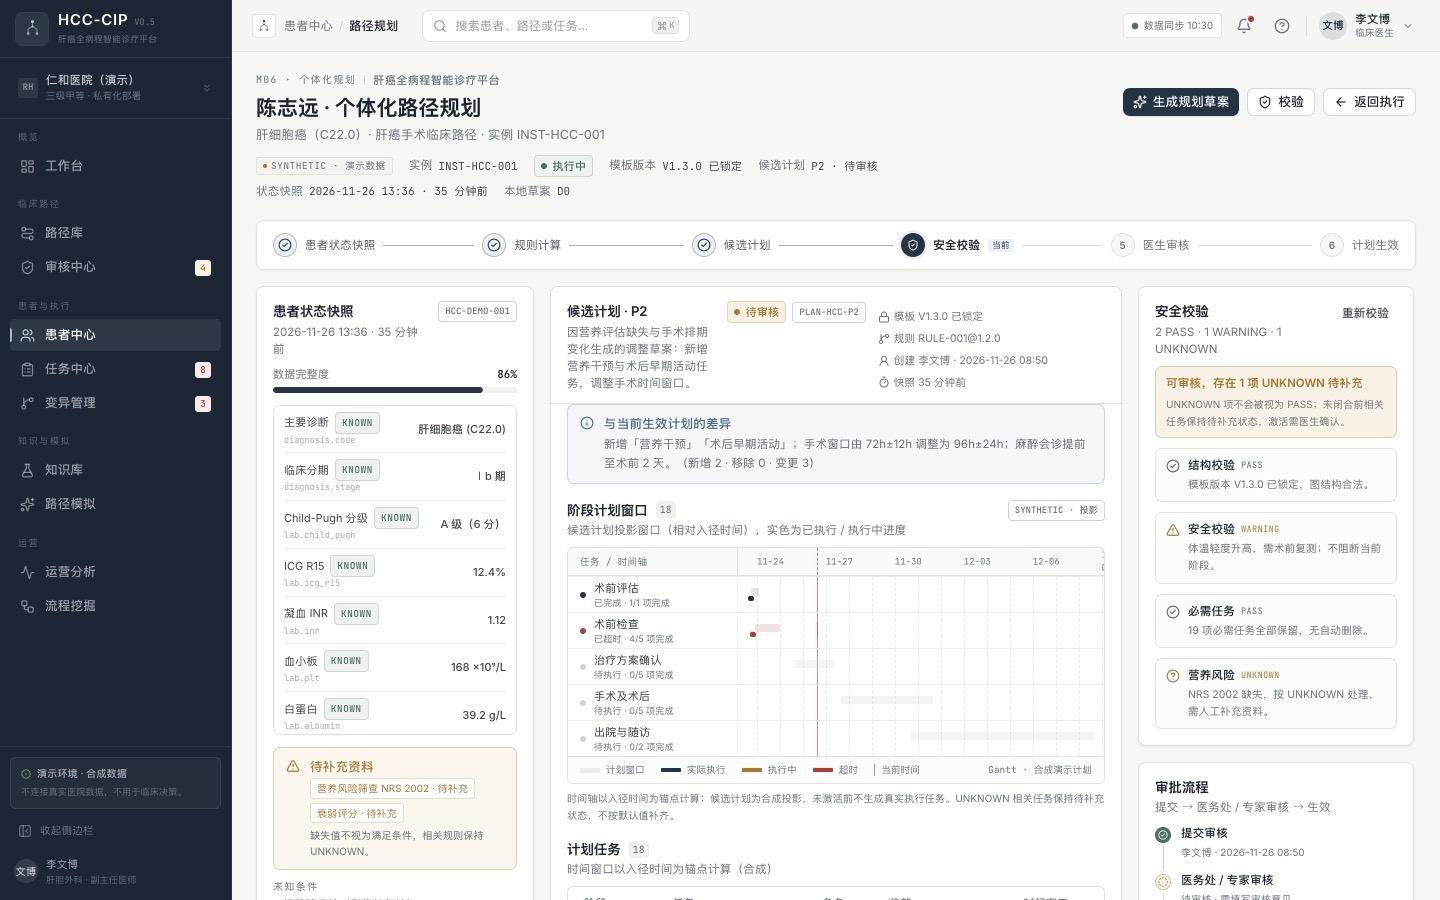 HCC-CIP V0.5
肝癌全病程智能诊疗平台
RH
仁和医院（演示）
三级甲等 · 私有化部署
概览
工作台
临床路径
路径库
审核中心 4
患者与执行
患者中心
任务中心 8
变异管理 3
知识与模拟
知识库
路径模拟
运营
运营分析
流程挖掘
演示环境 · 合成数据
不连接真实医院数据，不用于临床决策。
收起侧边栏
文博
李文博
肝胆外科 · 副主任医师
患者中心 / 路径规划
搜索患者、路径或任务...
⌘K
数据同步 10:30
文博
李文博
临床医生
M06 · 个体化规划 | 肝癌全病程智能诊疗平台
陈志远 · 个体化路径规划
肝细胞癌（C22.0）· 肝癌手术临床路径 · 实例 INST-HCC-001
生成规划草案
校验
返回执行
SYNTHETIC · 演示数据
实例 INST-HCC-001
执行中
模板版本 V1.3.0 已锁定
候选计划 P2 · 待审核
状态快照 2026-11-26 13:36 · 35 分钟前
本地草案 D0
患者状态快照
规则计算
候选计划
安全校验 当前
5 医生审核
6 计划生效
患者状态快照
HCC-DEMO-001
2026-11-26 13:36 · 35 分钟
前
数据完整度 86%
主要诊断 KNOWN
diagnosis.code
肝细胞癌 (C22.0)
临床分期 KNOWN
diagnosis.stage
Ⅰb 期
Child-Pugh 分级 KNOWN
lab.child_pugh
A 级（6 分）
ICG R15 KNOWN
lab.icg_r15
12.4%
凝血 INR KNOWN
lab.inr
1.12
血小板 KNOWN
lab.plt
168 ×10⁹/L
白蛋白 KNOWN
lab.albumin
39.2 g/L
待补充资料
营养风险筛查 NRS 2002 · 待补充
衰弱评分 · 待补充
缺失值不视为满足条件，相关规则保持
UNKNOWN。
未知条件
候选计划 · P2
因营养评估缺失与手术排期
变化生成的调整草案：新增
营养干预与术后早期活动任
务，调整手术时间窗口。
待审核
PLAN-HCC-P2
模板 V1.3.0 已锁定
规则 RULE-001@1.2.0
创建 李文博 · 2026-11-26 08:50
快照 35 分钟前
与当前生效计划的差异
新增「营养干预」「术后早期活动」；手术窗口由 72h±12h 调整为 96h±24h；麻醉会诊提前
至术前 2 天。（新增 2 · 移除 0 · 变更 3）
阶段计划窗口 18
SYNTHETIC · 投影
候选计划投影窗口（相对入径时间），实色为已执行 / 执行中进度
任务 / 时间轴
11-24
11-27
11-30
12-03
12-06
术前评估
已完成 · 1/1 项完成
术前检查
已超时 · 4/5 项完成
治疗方案确认
待执行 · 0/5 项完成
手术及术后
待执行 · 0/5 项完成
出院与随访
待执行 · 0/2 项完成
计划窗口
实际执行
执行中
超时
当前时间
Gantt · 合成演示计划
时间轴以入径时间为锚点计算；候选计划为合成投影，未激活前不生成真实执行任务。UNKNOWN 相关任务保持待补充
状态，不按默认值补齐。
计划任务 18
时间窗口以入径时间为锚点计算（合成）
安全校验
重新校验
2 PASS · 1 WARNING · 1
UNKNOWN
可审核，存在 1 项 UNKNOWN 待补充
UNKNOWN 项不会被视为 PASS；未闭合前相关
任务保持待补充状态，激活需医生确认。
结构校验 PASS
模板版本 V1.3.0 已锁定，图结构合法。
安全校验 WARNING
体温轻度升高，需术前复测；不阻断当前
阶段。
必需任务 PASS
19 项必需任务全部保留，无自动删除。
营养风险 UNKNOWN
NRS 2002 缺失，按 UNKNOWN 处理，
需人工补充资料。
审批流程
提交 → 医务处 / 专家审核 → 生效
提交审核
李文博 · 2026-11-26 08:50
医务处 / 专家审核